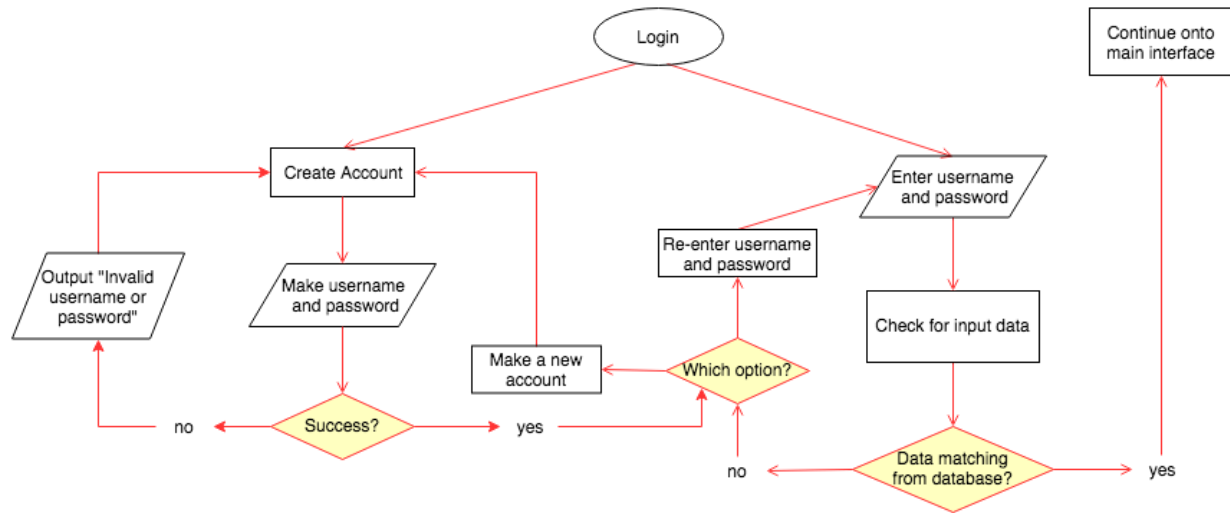 Login
Continue onto
main interface
Create Account
Enter username
and password
Re-enter username
and password
Output "Invalid
username or
password"
Make username
and password
Check for input data
Make a new
account
Which option?
no
Success?
yes
no
Data matching
from database?
yes